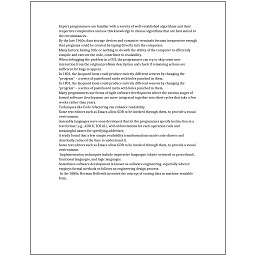 Expert programmers are familiar with a variety of well-established algorithms and their
respective complexities and use this knowledge to choose algorithms that are best suited to
the circumstances.
By the late 1960s, data storage devices and computer terminals became inexpensive enough
that programs could be created by typing directly into the computers.
Many factors, having little or nothing to do with the ability of the computer to efficiently
compile and execute the code, contribute to readability.
When debugging the problem in a GUI, the programmer can try to skip some user
interaction from the original problem description and check if remaining actions are
sufficient for bugs to appear.
In 1801, the Jacquard loom could produce entirely different weaves by changing the
"program" – a series of pasteboard cards with holes punched in them.
In 1801, the Jacquard loom could produce entirely different weaves by changing the
"program" – a series of pasteboard cards with holes punched in them.
Many programmers use forms of Agile software development where the various stages of
formal software development are more integrated together into short cycles that take a few
weeks rather than years.
Techniques like Code refactoring can enhance readability.
Some text editors such as Emacs allow GDB to be invoked through them, to provide a visual
environment.
Assembly languages were soon developed that let the programmer specify instruction in a
text format (e.g., ADD X, TOTAL), with abbreviations for each operation code and
meaningful names for specifying addresses.
A study found that a few simple readability transformations made code shorter and
drastically reduced the time to understand it.
Some text editors such as Emacs allow GDB to be invoked through them, to provide a visual
environment.
Implementation techniques include imperative languages (object-oriented or procedural),
functional languages, and logic languages.
Sometimes software development is known as software engineering, especially when it
employs formal methods or follows an engineering design process.
In the 1880s, Herman Hollerith invented the concept of storing data in machine-readable
form.